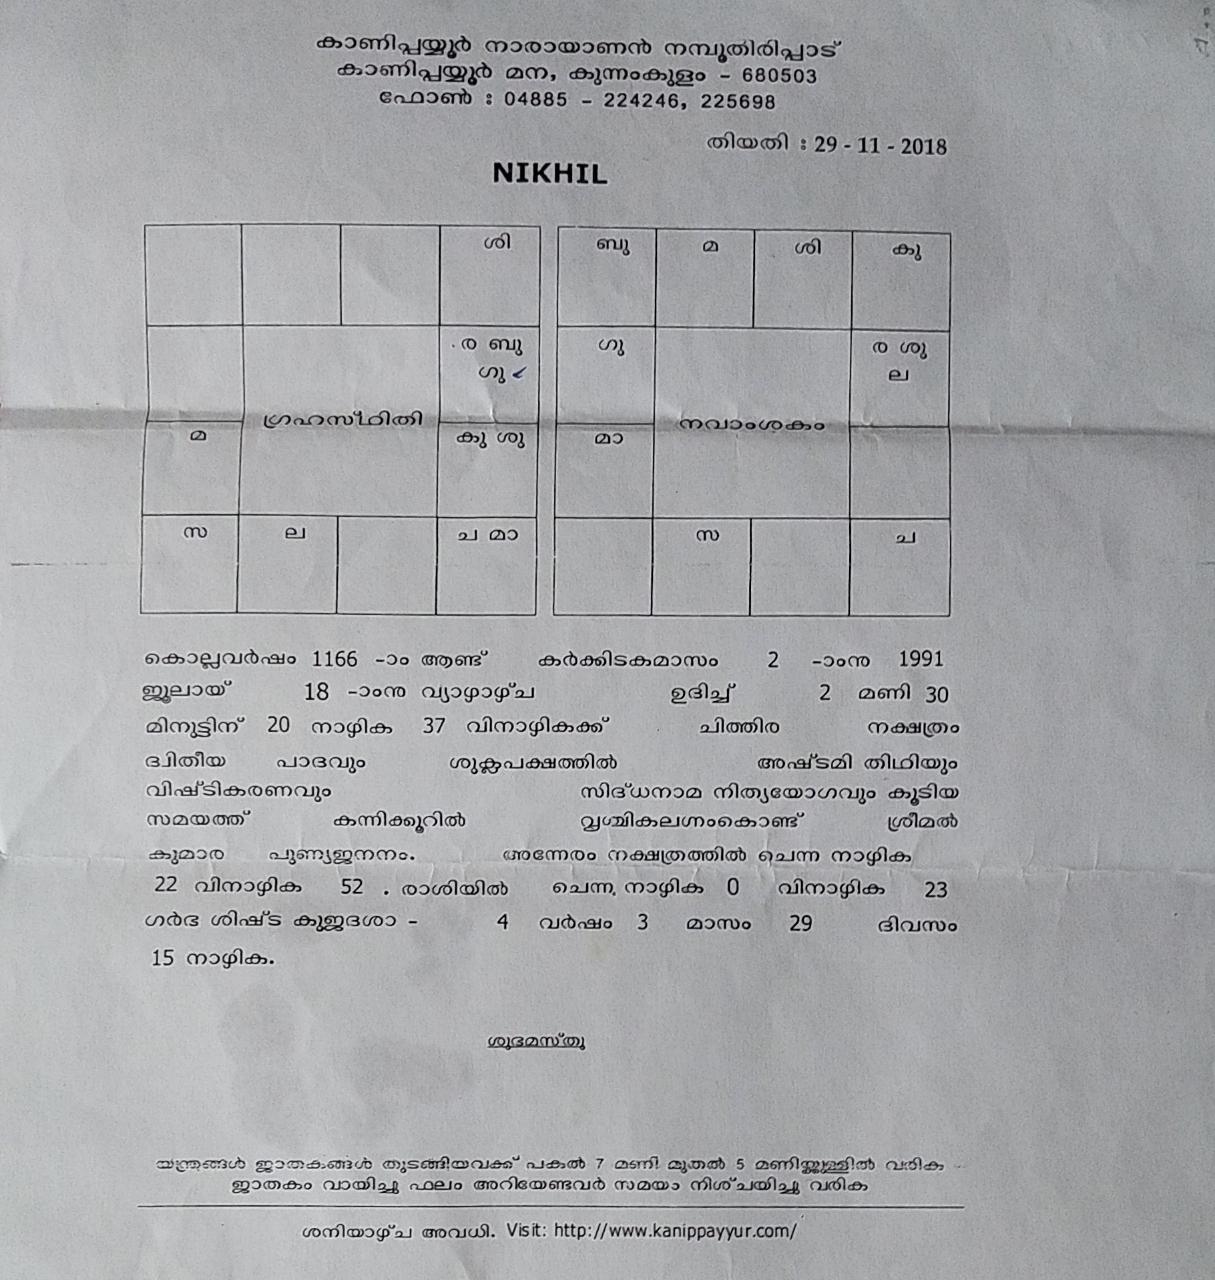 കാണിപ്പയ്യൂർ നാരായാണൻ നമ്പൂതിരിപ്പാട്
കാണിപ്പയ്യൂർ മന, കുന്നംകുളം - 680503
ഫോൺ : 04885 - 224246, 225698
തിയതി : 29 - 11 - 2018
NIKHIL
ശി
ര ബു
ഗു
മ
കു ശു
സ
ല
ച മാ
ഗ്രഹസ്ഥിതി
ബു
മ
ശി
കു
ഗു
ര ശു
ല
മാ
സ
ച
നവാംശകം
കൊല്ലവർഷം 1166 -ാം ആണ്ട് കർക്കിടകമാസം 2 -ാംനു 1991
ജൂലായ് 18 -ാംനു വ്യാഴാഴ്ച ഉദിച്ച് 2 മണി 30
മിനുട്ടിന് 20 നാഴിക 37 വിനാഴികക്ക് ചിത്തിര നക്ഷത്രം
ദ്വിതീയ പാദവും ശുക്ലപക്ഷത്തിൽ അഷ്ടമി തിഥിയും
വിഷ്ടികരണവും സിദ്ധനാമ നിത്യയോഗവും കൂടിയ
സമയത്ത് കന്നിക്കൂറിൽ വൃശ്ചികലഗ്നംകൊണ്ട് ശ്രീമൽ
കുമാര പുണ്യജനനം. അന്നേരം നക്ഷത്രത്തിൽ ചെന്ന നാഴിക
22 വിനാഴിക 52 . രാശിയിൽ ചെന്ന നാഴിക 0 വിനാഴിക 23
ഗർഭ ശിഷ്ട കുജദശാ - 4 വർഷം 3 മാസം 29 ദിവസം
15 നാഴിക.
ശുഭമസ്തു
യന്ത്രങ്ങൾ ജാതകങ്ങൾ തുടങ്ങിയവക്ക് പകൽ 7 മണി മുതൽ 5 മണിയ്ക്കുള്ളിൽ വരിക
ജാതകം വായിച്ചു ഫലം അറിയേണ്ടവർ സമയം നിശ്ചയിച്ചു വരിക
ശനിയാഴ്ച അവധി. Visit: http://www.kanippayyur.com/